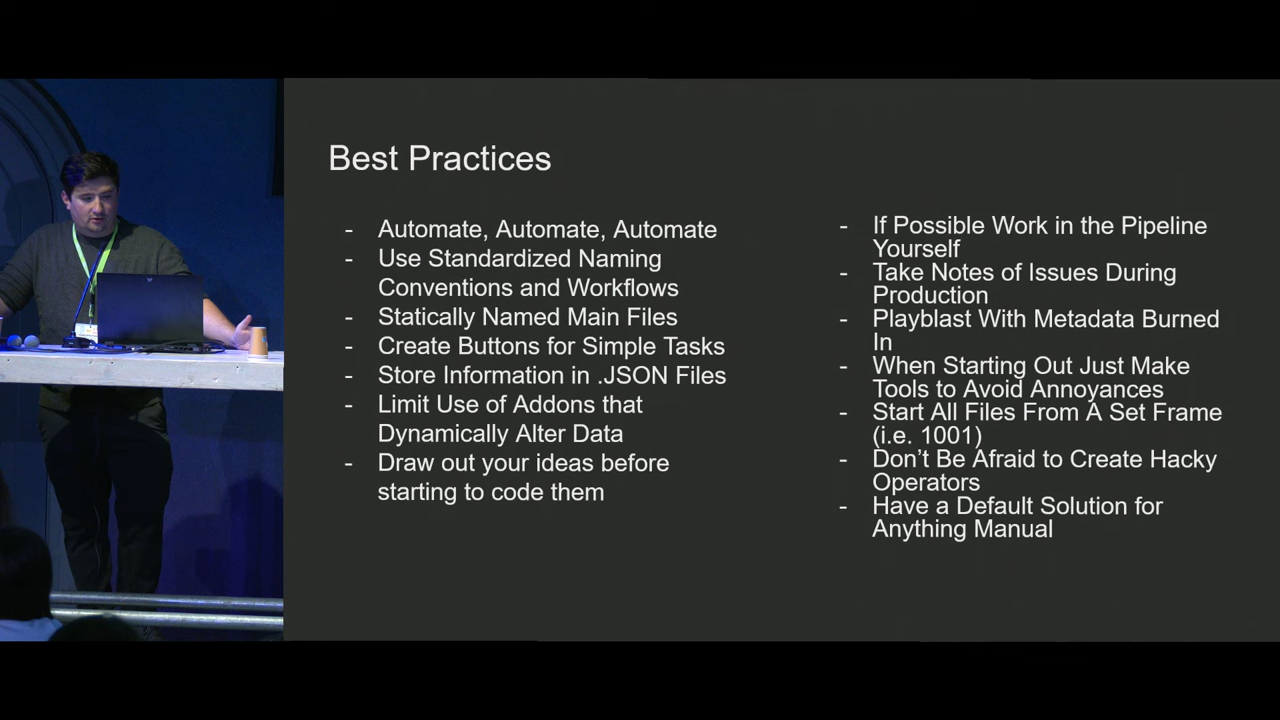 Best Practices
- Automate, Automate, Automate
- Use Standardized Naming
Conventions and Workflows
- Statically Named Main Files
- Create Buttons for Simple Tasks
- Store Information in .JSON Files
- Limit Use of Addons that
Dynamically Alter Data
- Draw out your ideas before
starting to code them
- If Possible Work in the Pipeline
Yourself
- Take Notes of Issues During
Production
- Playblast With Metadata Burned
In
- When Starting Out Just Make
Tools to Avoid Annoyances
- Start All Files From A Set Frame
(i.e. 1001)
- Don’t Be Afraid to Create Hacky
Operators
- Have a Default Solution for
Anything Manual